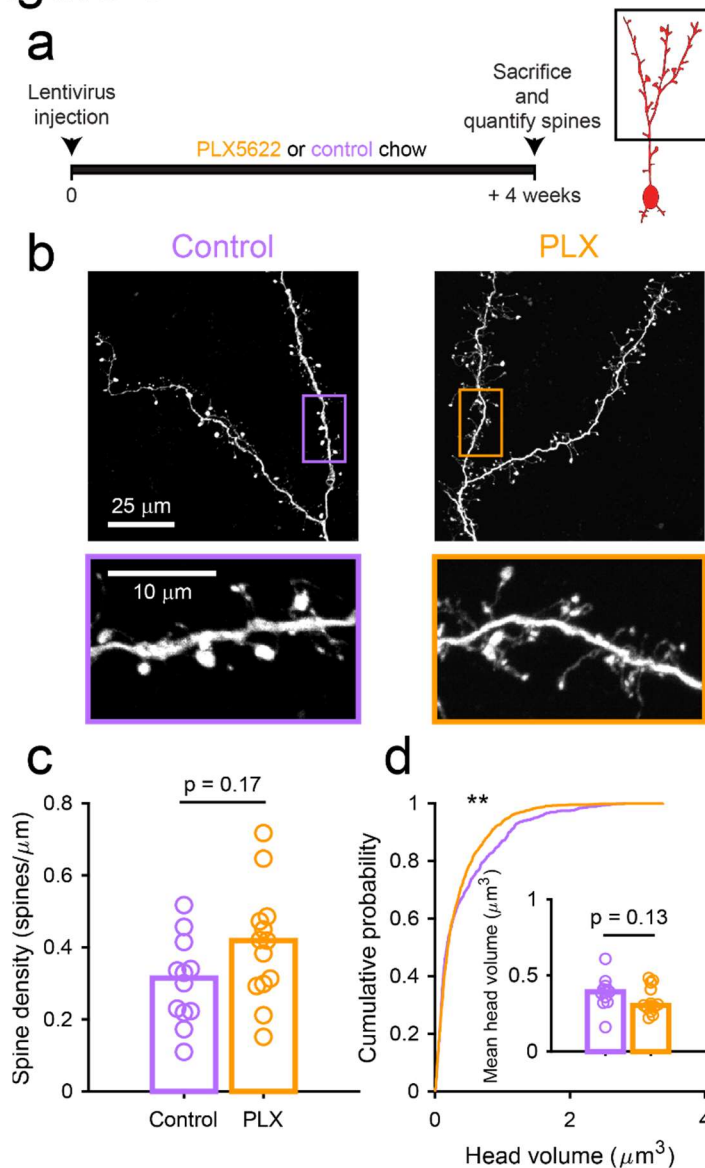 a
Lentivirus
injection
Sacrifice
and
quantify spines
PLX5622 or control chow
0
+ 4 weeks
b
Control
PLX
25 μm
10 μm
c
p = 0.17
Spine density (spines/μm)
0.8
0.6
0.4
0.2
0
Control
PLX
d
**
Cumulative probability
1
0.8
0.6
0.4
0.2
0
Mean head volume (μm³)
1
0.5
0
p = 0.13
0
2
4
Head volume (μm³)